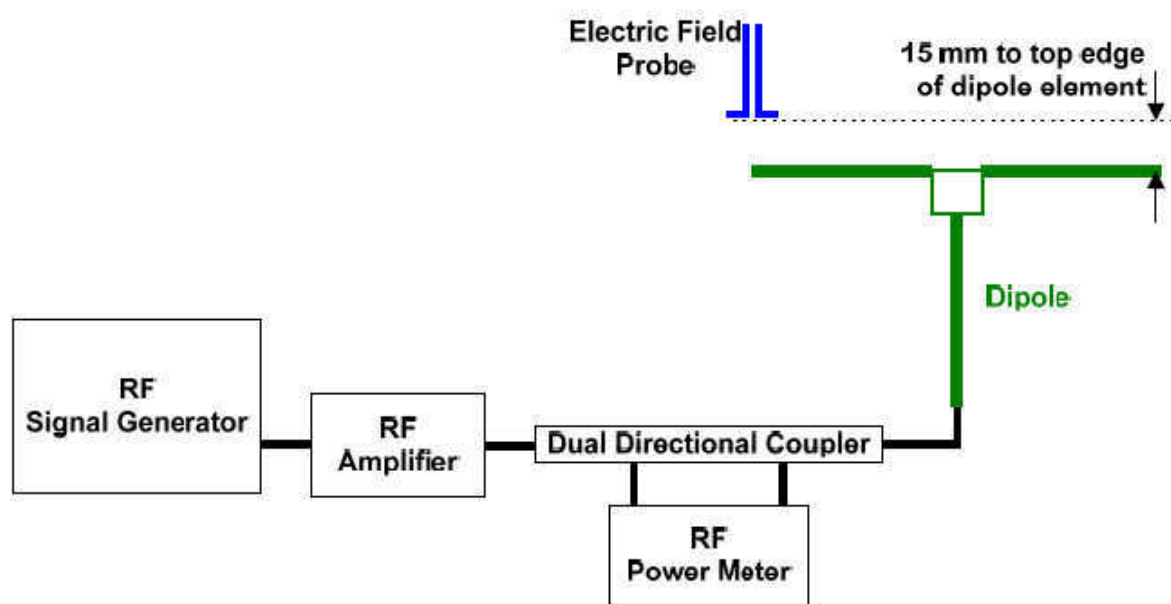 Electric Field
Probe
15 mm to top edge
of dipole element
Dipole
RF
Signal Generator
RF
Amplifier
Dual Directional Coupler
RF
Power Meter